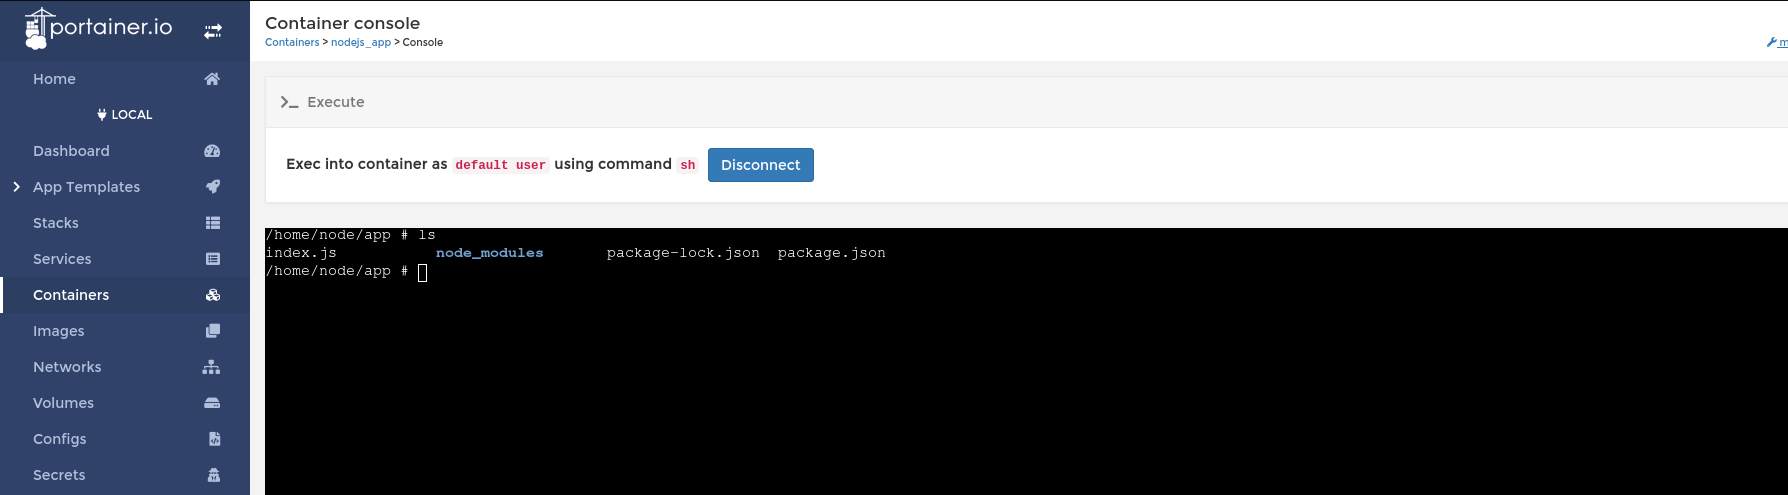 portainer.io
Home
LOCAL
Dashboard
App Templates
Stacks
Services
Containers
Images
Networks
Volumes
Configs
Secrets
Container console
Containers > nodejs_app > Console
Execute
Exec into container as default user using command sh Disconnect
/home/node/app # ls
index.js node_modules package-lock.json package.json
/home/node/app #